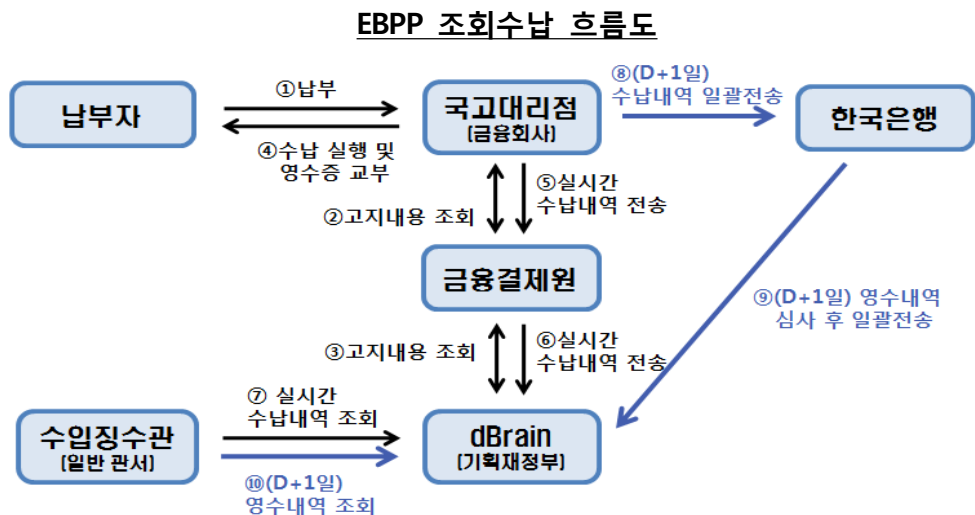 EBPP 조회수납 흐름도
납부자
①납부
④수납 실행 및
영수증 교부
국고대리점
(금융회사)
⑧(D+1일)
수납내역 일괄전송
한국은행
②고지내용 조회
⑤실시간
수납내역 전송
금융결제원
⑨(D+1일) 영수내역
심사 후 일괄전송
③고지내용 조회
⑥실시간
수납내역 전송
수입징수관
(일반 관서)
⑦ 실시간
수납내역 조회
⑩(D+1일)
영수내역 조회
dBrain
(기획재정부)